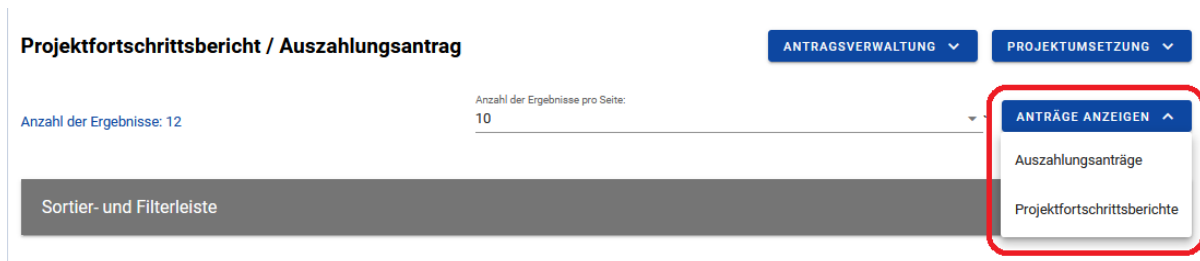 Projektfortschrittsbericht / Auszahlungsantrag
ANTRAGSVERWALTUNG
PROJEKTUMSETZUNG
Anzahl der Ergebnisse: 12
Anzahl der Ergebnisse pro Seite:
10
ANTRÄGE ANZEIGEN
Auszahlungsanträge
Projektfortschrittsberichte
Sortier- und Filterleiste